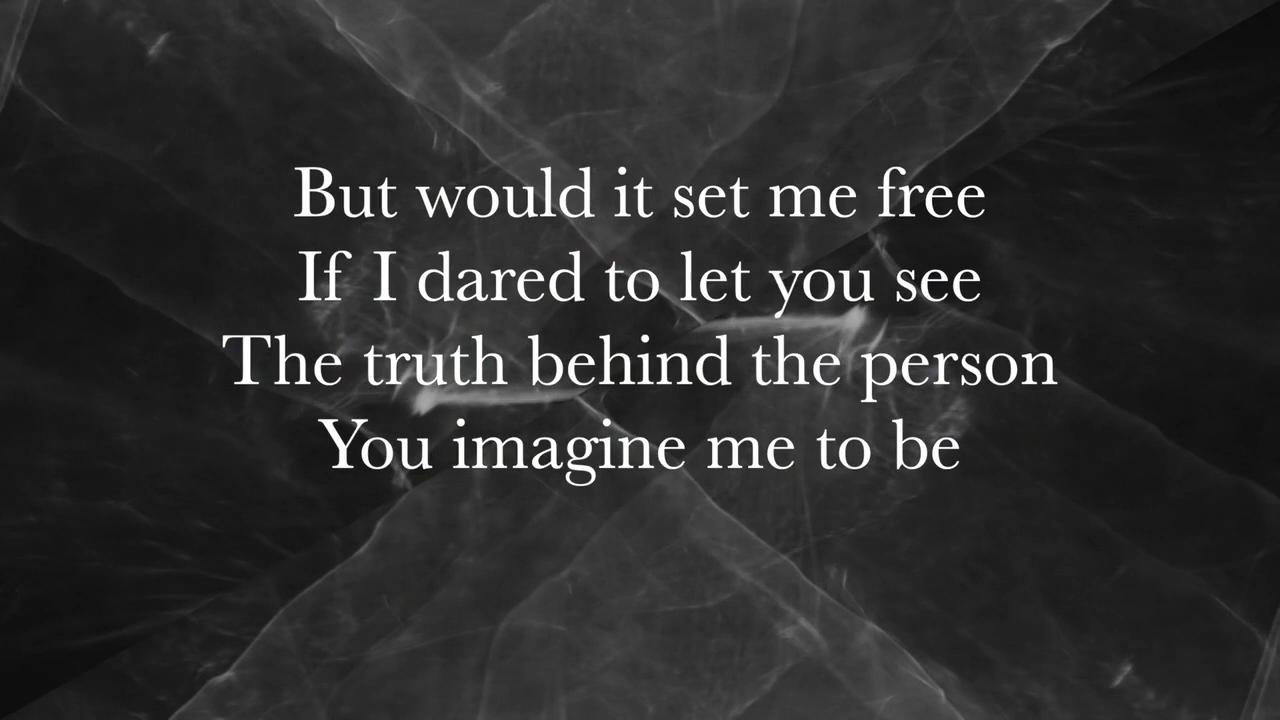 But would it set me free
If I dared to let you see
The truth behind the person
You imagine me to be